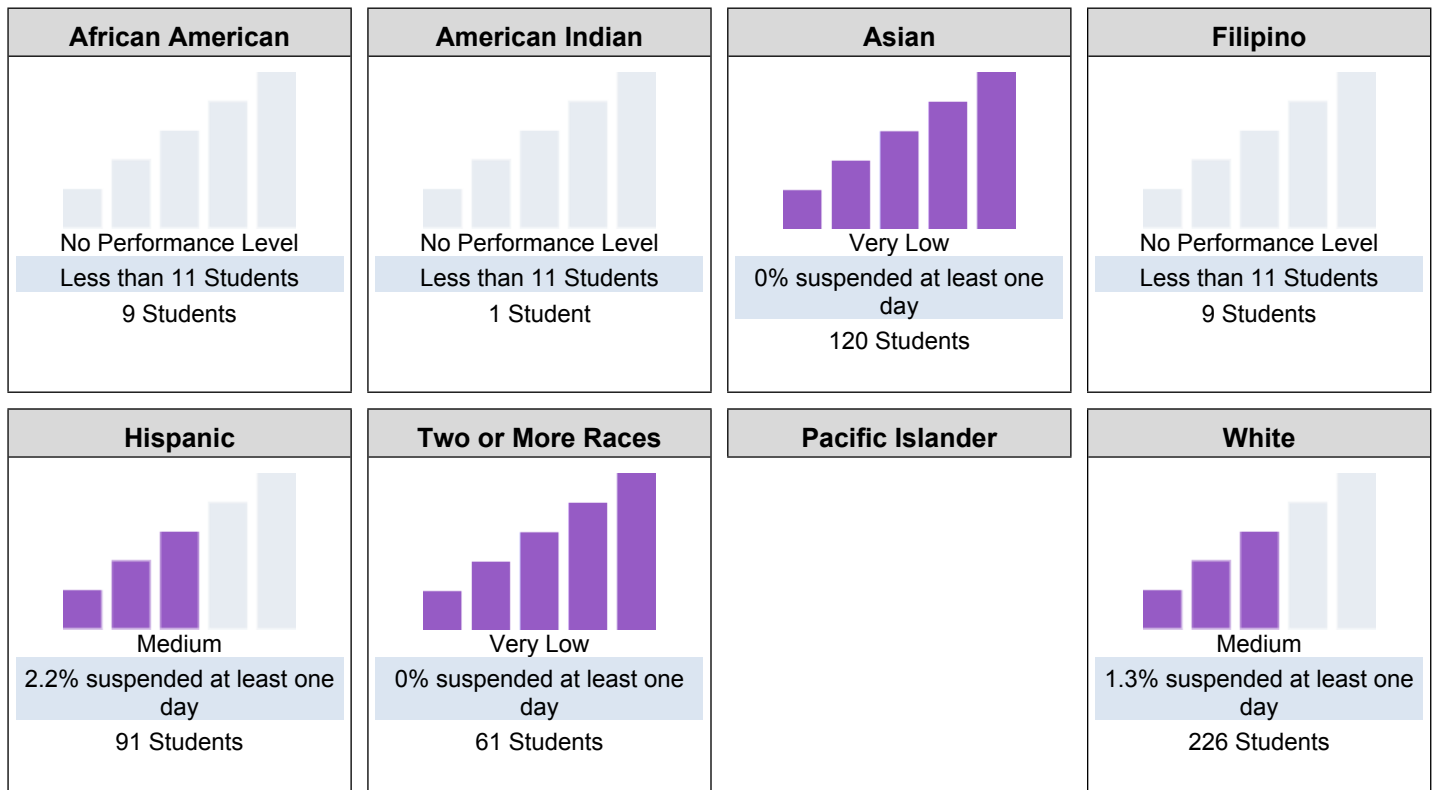 African American
No Performance Level
Less than 11 Students
9 Students
American Indian
No Performance Level
Less than 11 Students
1 Student
Asian
Very Low
0% suspended at least one
day
120 Students
Filipino
No Performance Level
Less than 11 Students
9 Students
Hispanic
Medium
2.2% suspended at least one
day
91 Students
Two or More Races
Very Low
0% suspended at least one
day
61 Students
Pacific Islander
White
Medium
1.3% suspended at least one
day
226 Students